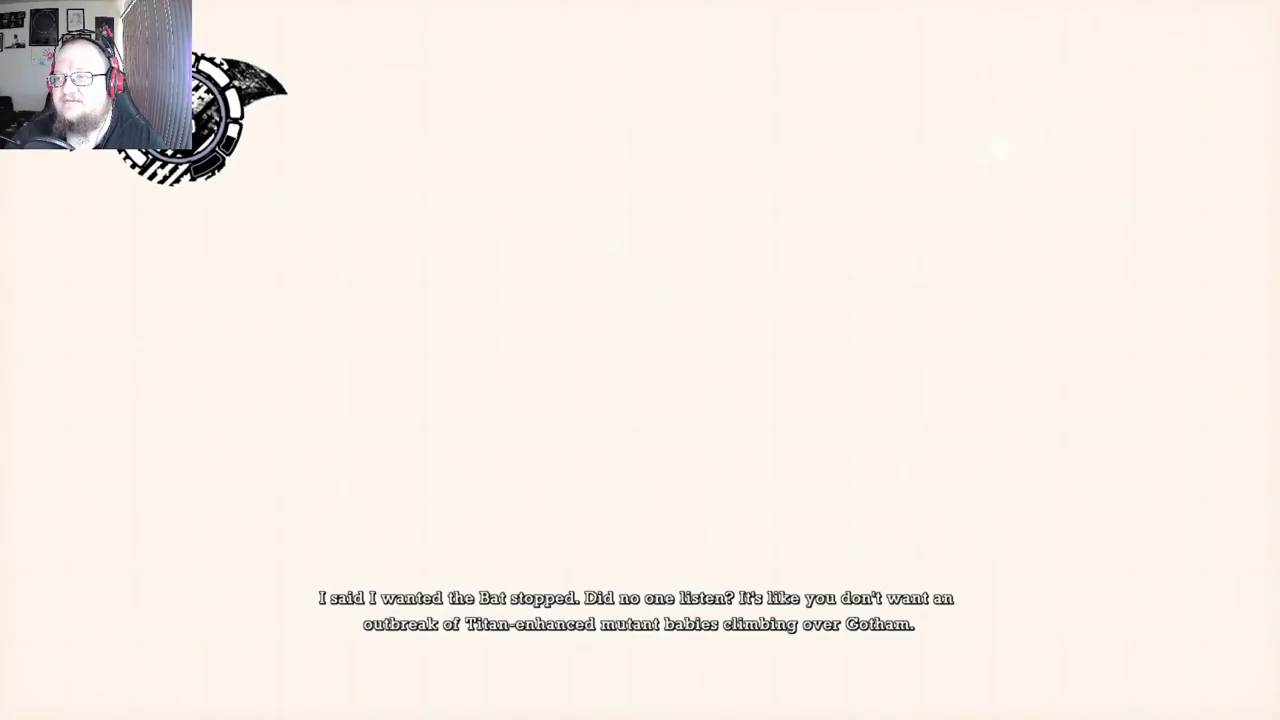 I said I wanted the Bat stopped. Did no one listen? It's like you don't want an
outbreak of Titan-enhanced mutant babies climbing over Gotham.